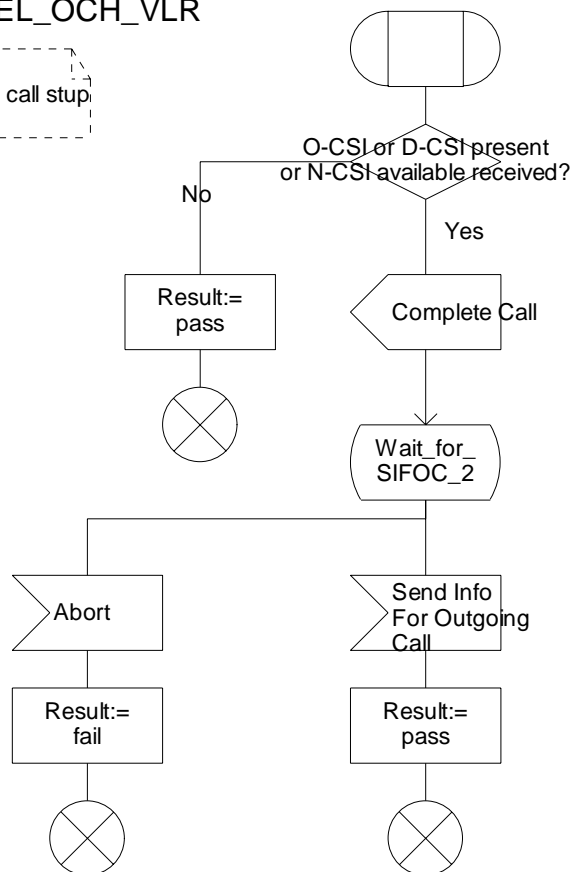 EL_OCH_VLR
call stup
O-CSI or D-CSI present
or N-CSI available received?
No
Yes
Result:=
pass
Complete Call
Wait_for_
SIFOC_2
Abort
Send Info
For Outgoing
Call
Result:=
fail
Result:=
pass